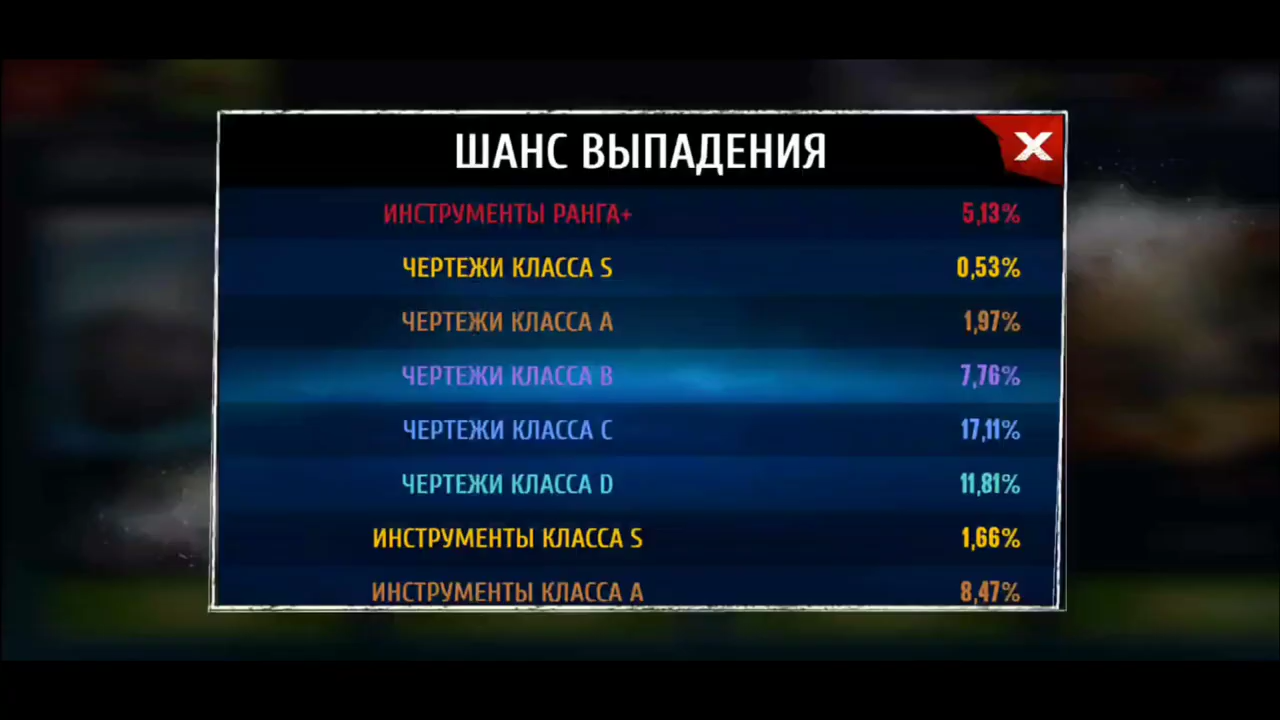 ШАНС ВЫПАДЕНИЯ
X
ИНСТРУМЕНТЫ РАНГА+ 5,13%
ЧЕРТЕЖИ КЛАССА S 0,53%
ЧЕРТЕЖИ КЛАССА A 1,97%
ЧЕРТЕЖИ КЛАССА B 7,76%
ЧЕРТЕЖИ КЛАССА C 17,11%
ЧЕРТЕЖИ КЛАССА D 11,81%
ИНСТРУМЕНТЫ КЛАССА S 1,66%
ИНСТРУМЕНТЫ КЛАССА A 8,47%